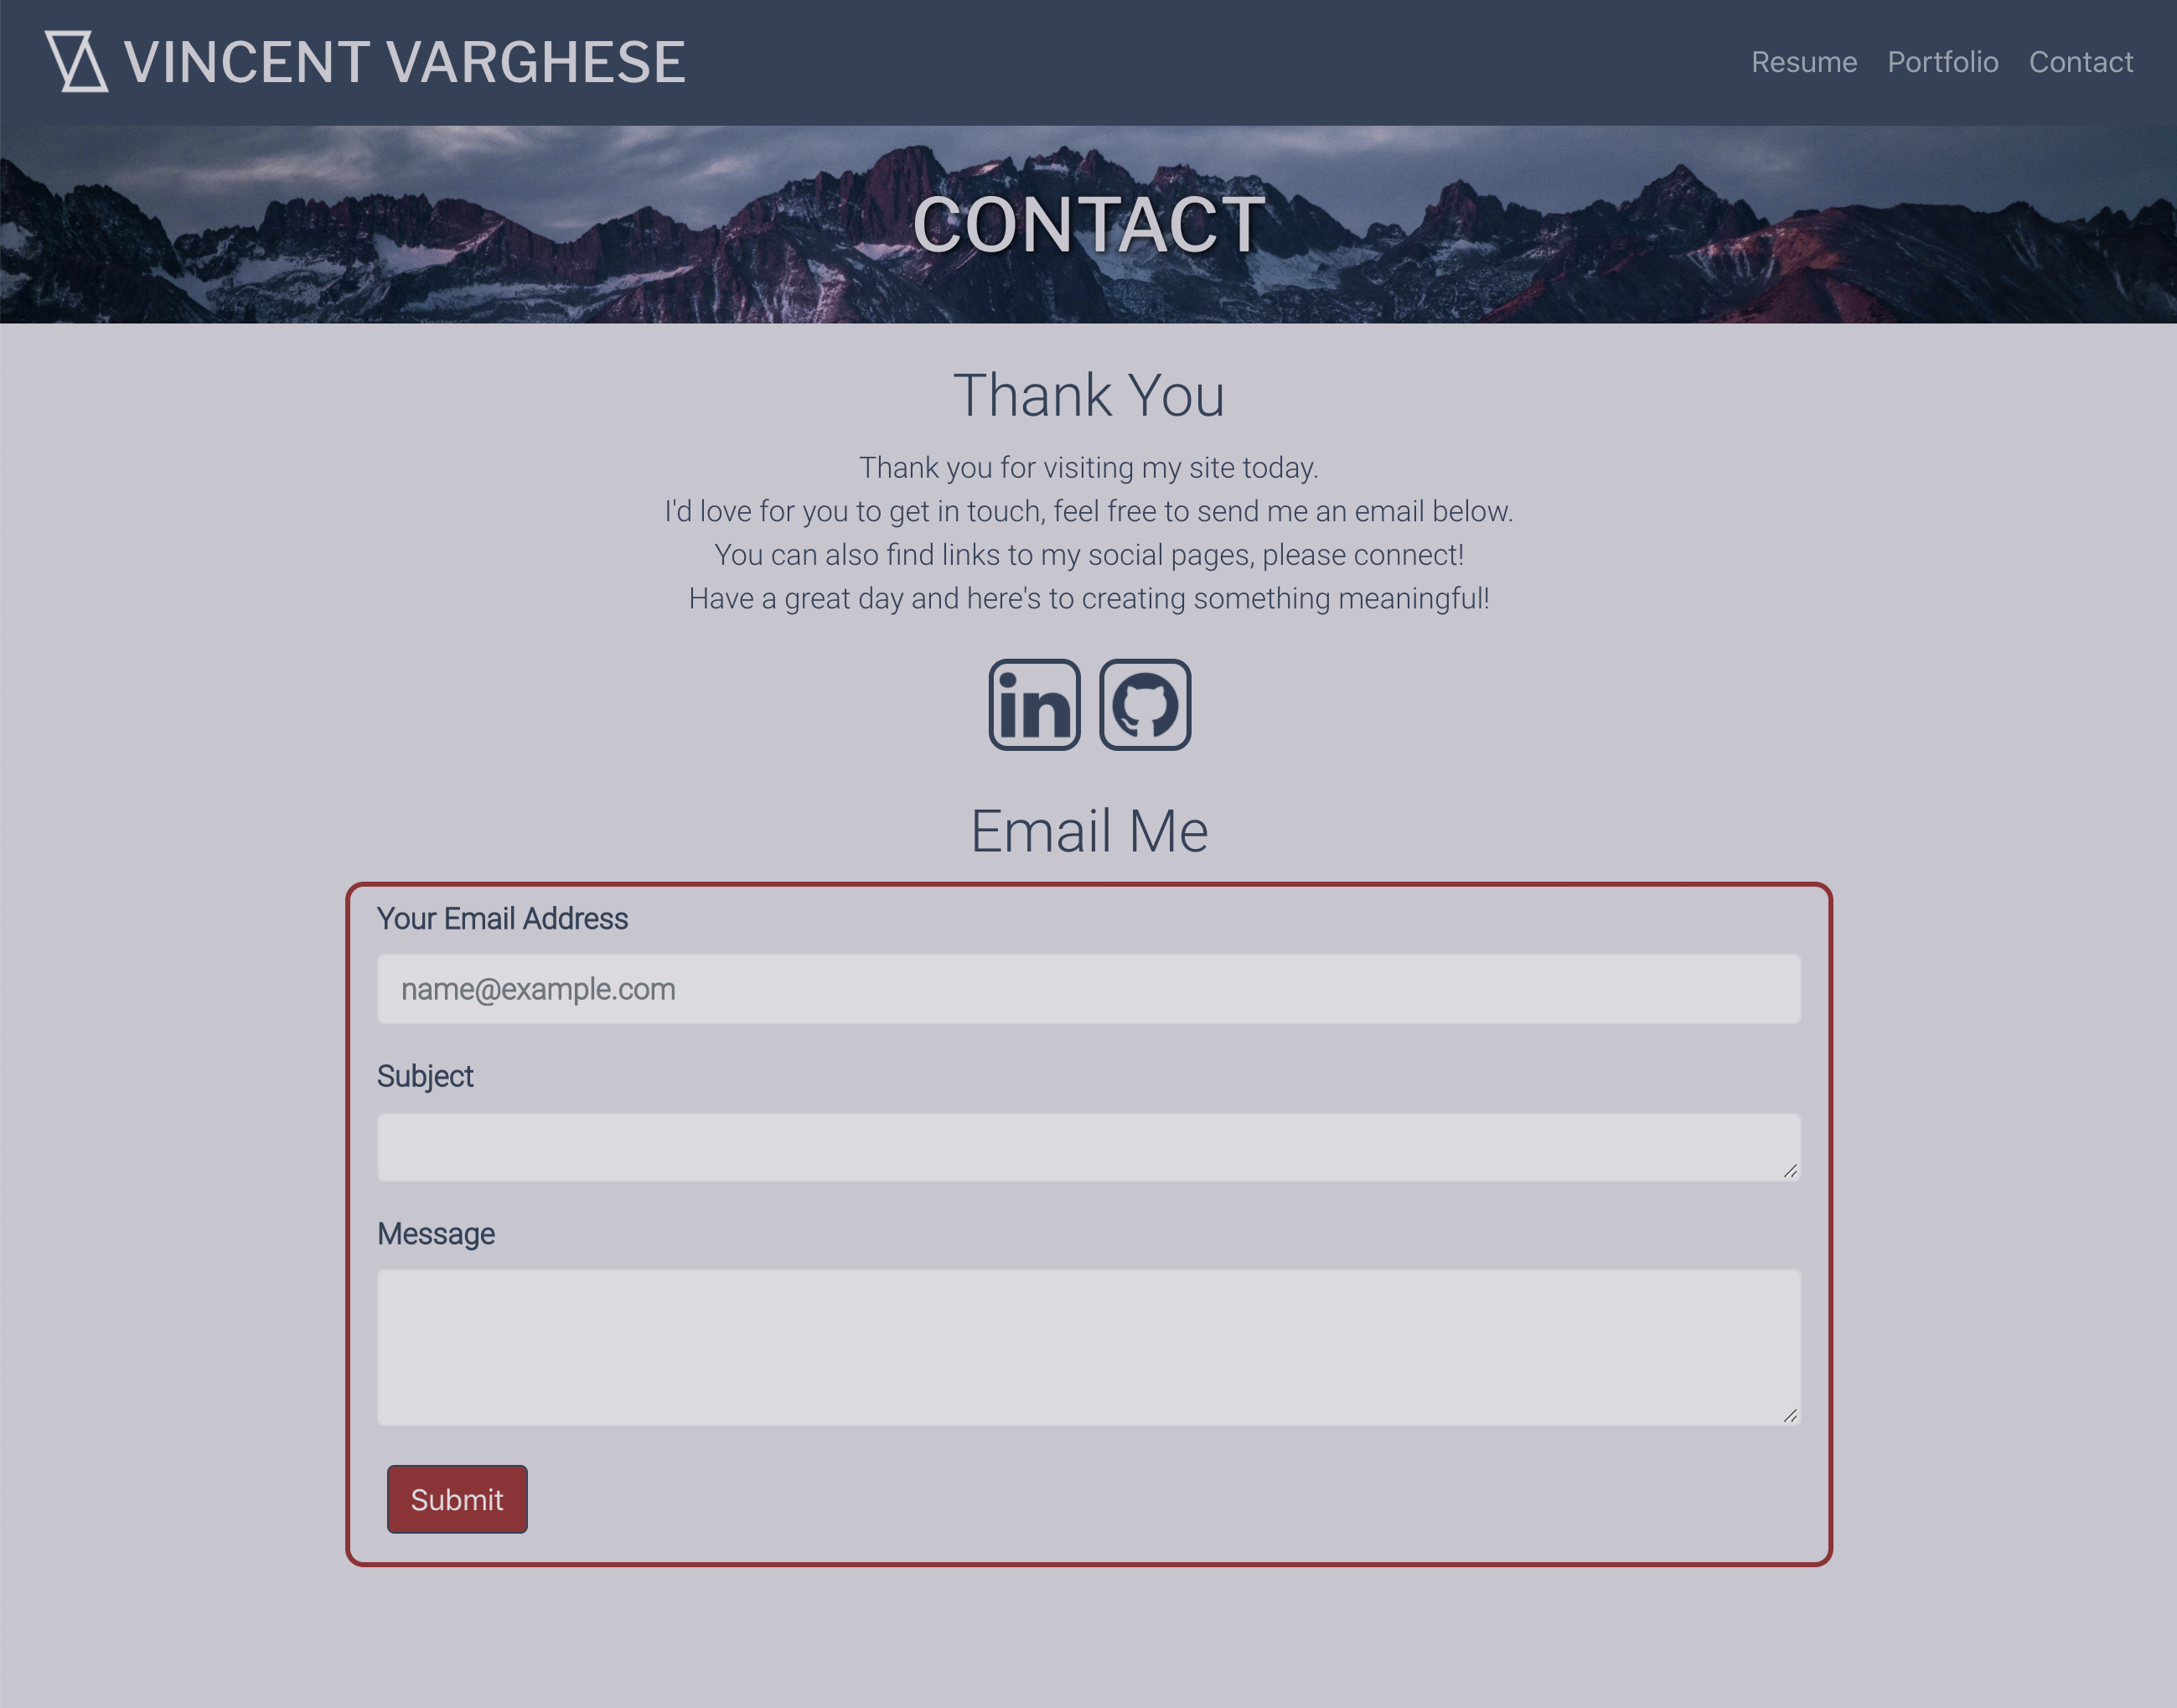 VINCENT VARGHESE
Resume Portfolio Contact
CONTACT
Thank You
Thank you for visiting my site today.
I'd love for you to get in touch, feel free to send me an email below.
You can also find links to my social pages, please connect!
Have a great day and here's to creating something meaningful!
in
Email Me
Your Email Address
name@example.com
Subject
Message
Submit